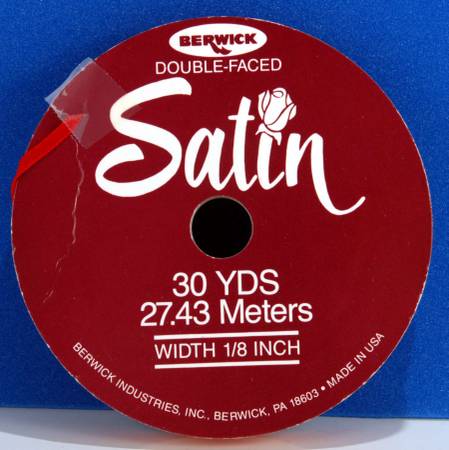 BERWICK
DOUBLE-FACED
Satin
30 YDS
27.43 Meters
WIDTH 1/8 INCH
BERWICK INDUSTRIES, INC., BERWICK, PA 18603 • MADE IN USA